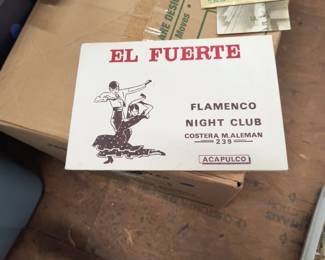 EL FUERTE
FLAMENCO
NIGHT CLUB
COSTERA M. ALEMAN
239
ACAPULCO